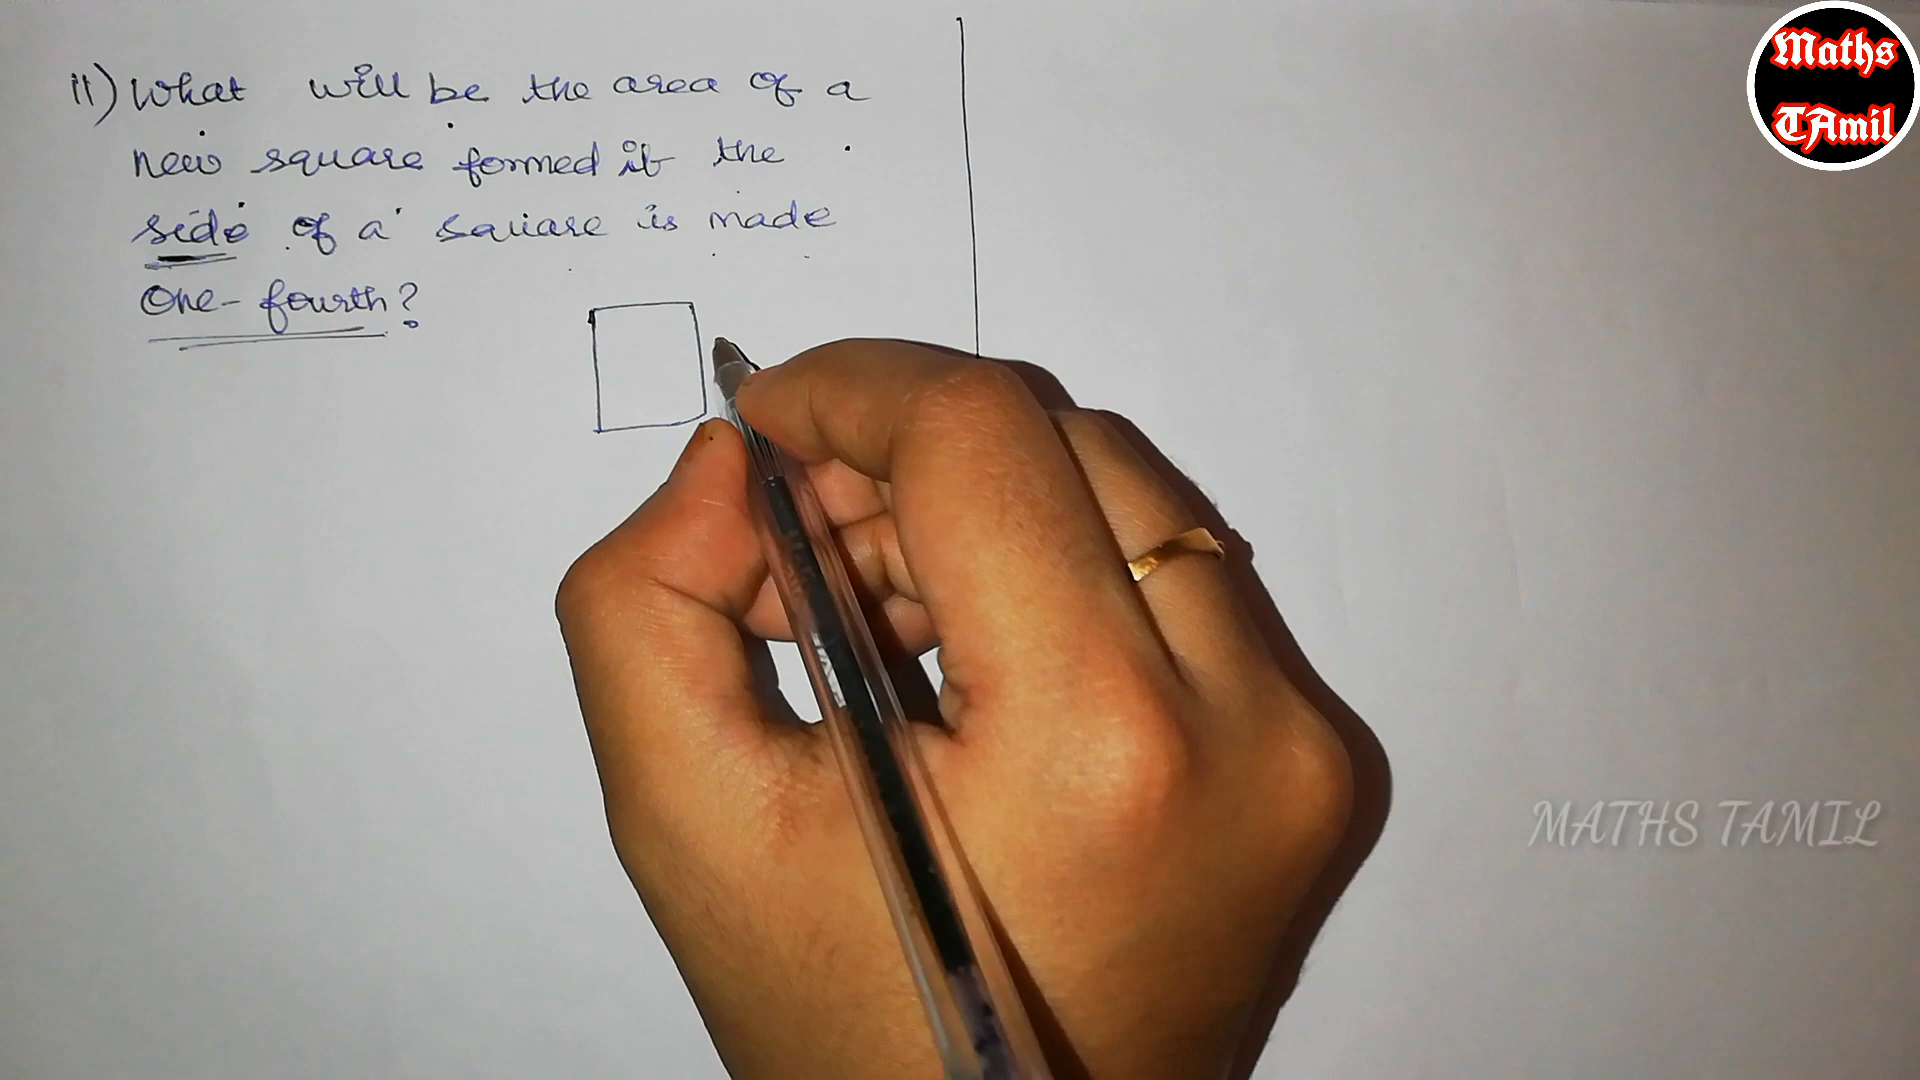 ii) What will be the area of a
new square formed if the
side of a square is made
One-fourth?
Maths
TAmil
MATHS TAMIL